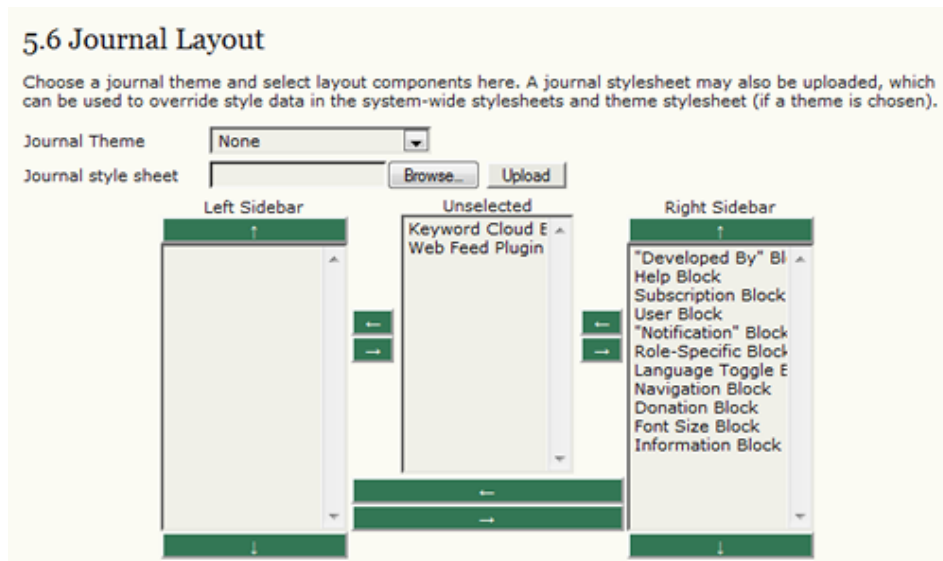 5.6 Journal Layout
Choose a journal theme and select layout components here. A journal stylesheet may also be uploaded, which
can be used to override style data in the system-wide stylesheets and theme stylesheet (if a theme is chosen).
Journal Theme None
Journal style sheet Browse... Upload
Left Sidebar Unselected Right Sidebar
↑ ↑
Keyword Cloud E
Web Feed Plugin
"Developed By" Bl
Help Block
Subscription Block
User Block
"Notification" Block
Role-Specific Block
Language Toggle E
Navigation Block
Donation Block
Font Size Block
Information Block
← ←
→ →
←
→
↓ ↓